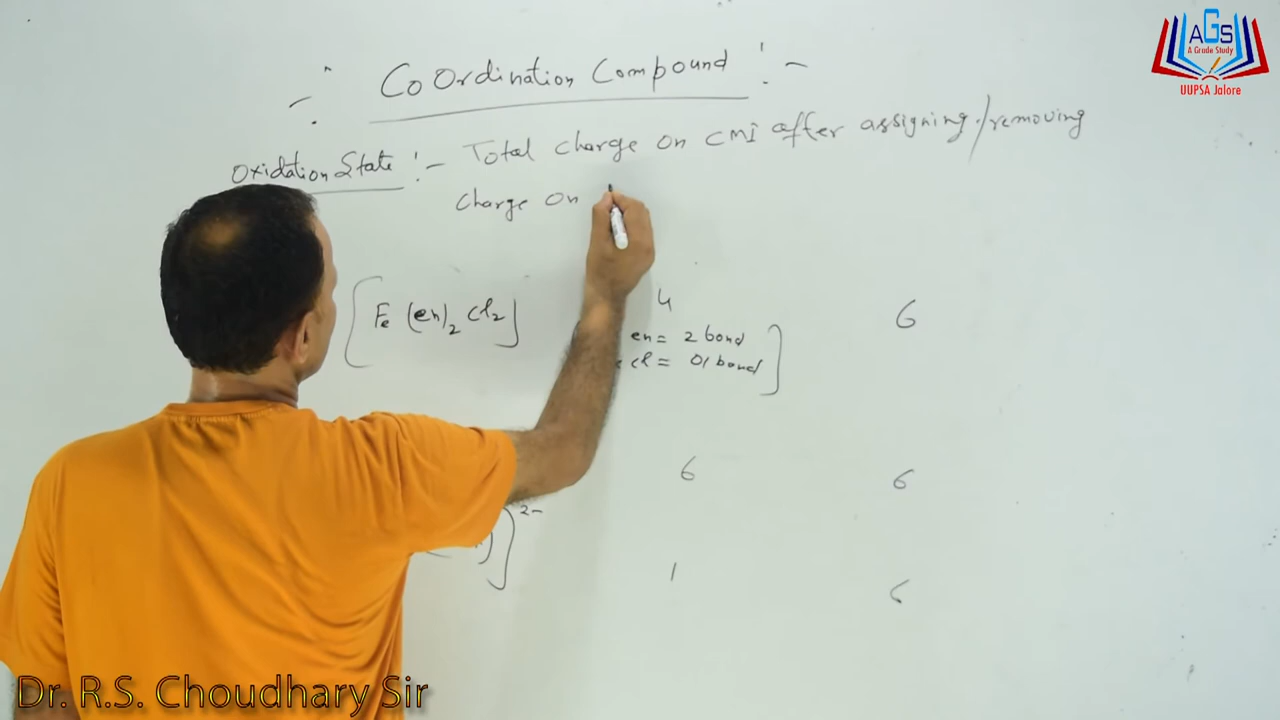 CoOrdination Compound :-
Oxidation State :- Total charge on CMI after assigning/removing
charge on
[Fe (en)2 Cl2]
4
6
en = 2 bond
cl = 01 bond
6
6
2-
1
6
AGS
A Grade Study
UUPSA Jalore
Dr. R.S. Choudhary Sir